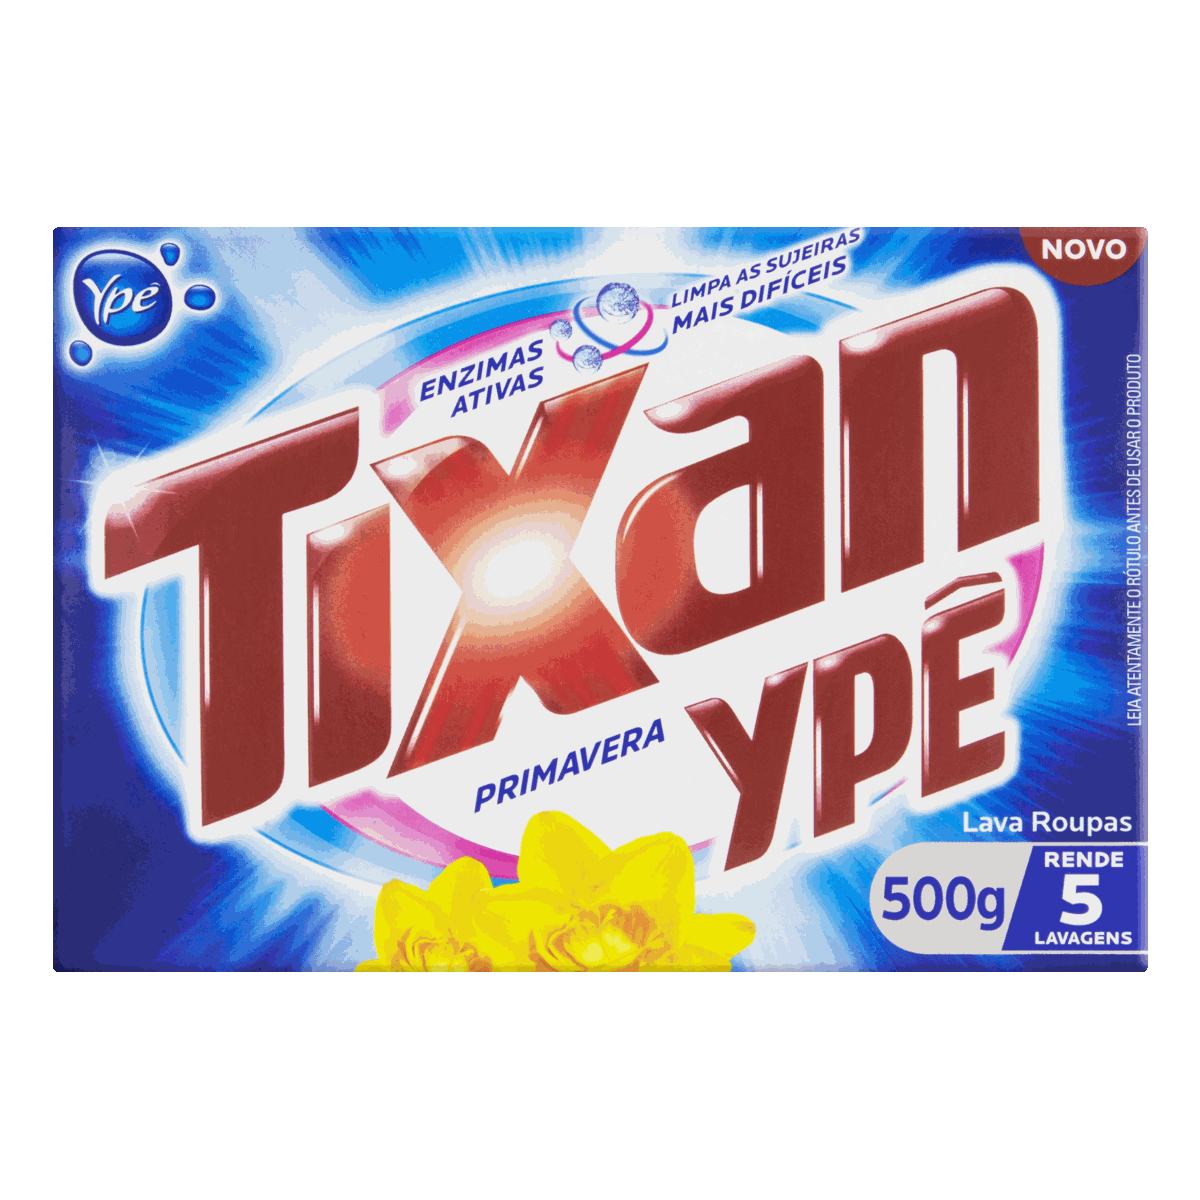 Ypê
NOVO
LIMPA AS SUJEIRAS
MAIS DIFÍCEIS
ENZIMAS
ATIVAS
Tixan
YPÊ
PRIMAVERA
LEIA ATENTAMENTE O RÓTULO ANTES DE USAR O PRODUTO
Lava Roupas
500g
RENDE
5
LAVAGENS